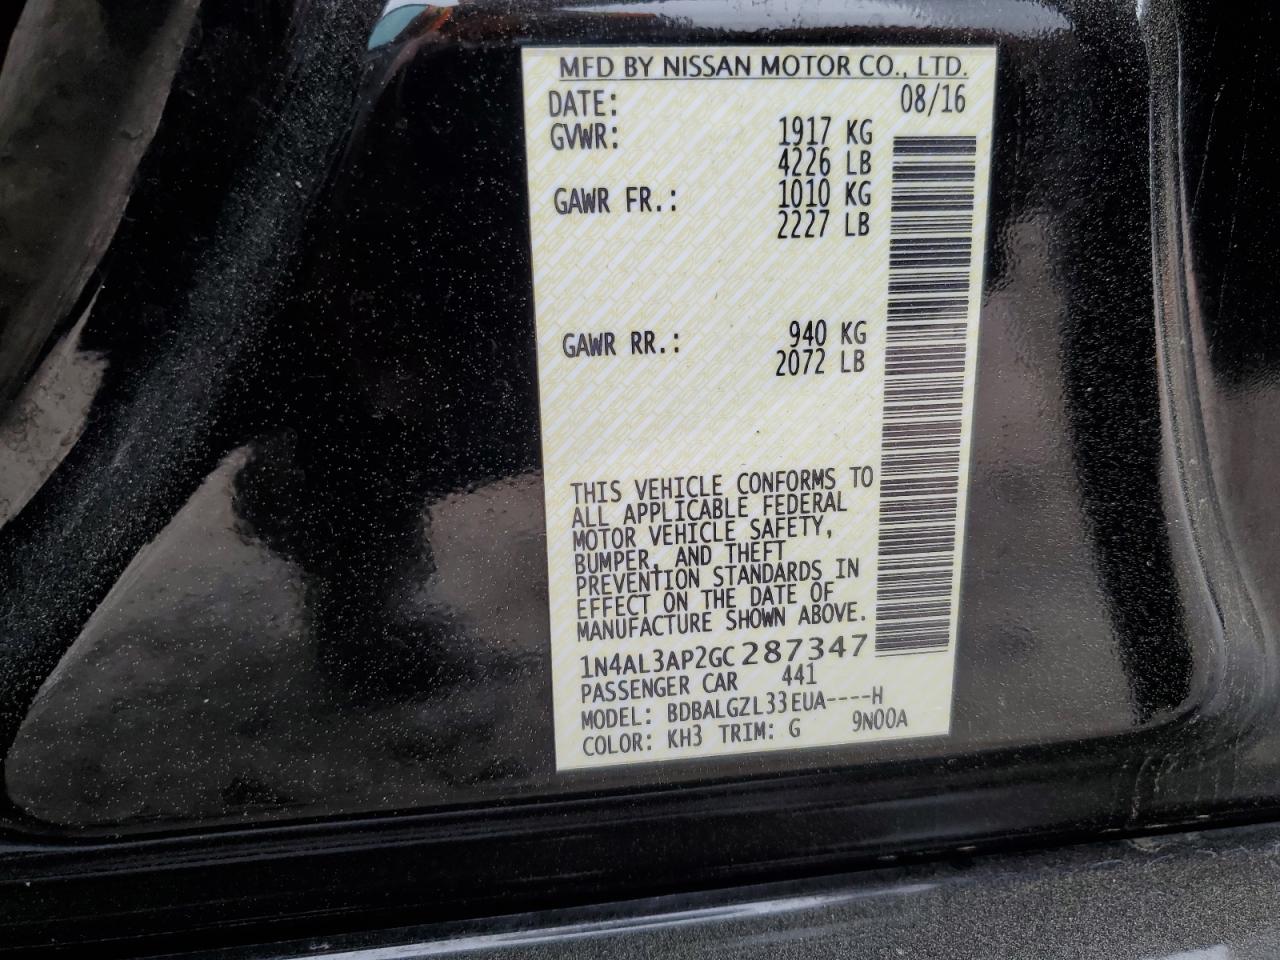 MFD BY NISSAN MOTOR CO., LTD.
DATE: 08/16
GVWR: 1917 KG
4226 LB
GAWR FR.: 1010 KG
2227 LB
GAWR RR.: 940 KG
2072 LB
THIS VEHICLE CONFORMS TO
ALL APPLICABLE FEDERAL
MOTOR VEHICLE SAFETY,
BUMPER, AND THEFT
PREVENTION STANDARDS IN
EFFECT ON THE DATE OF
MANUFACTURE SHOWN ABOVE.
1N4AL3AP2GC287347
PASSENGER CAR 441
MODEL: BDBALGZL33EUA----H
COLOR: KH3 TRIM: G 9N00A